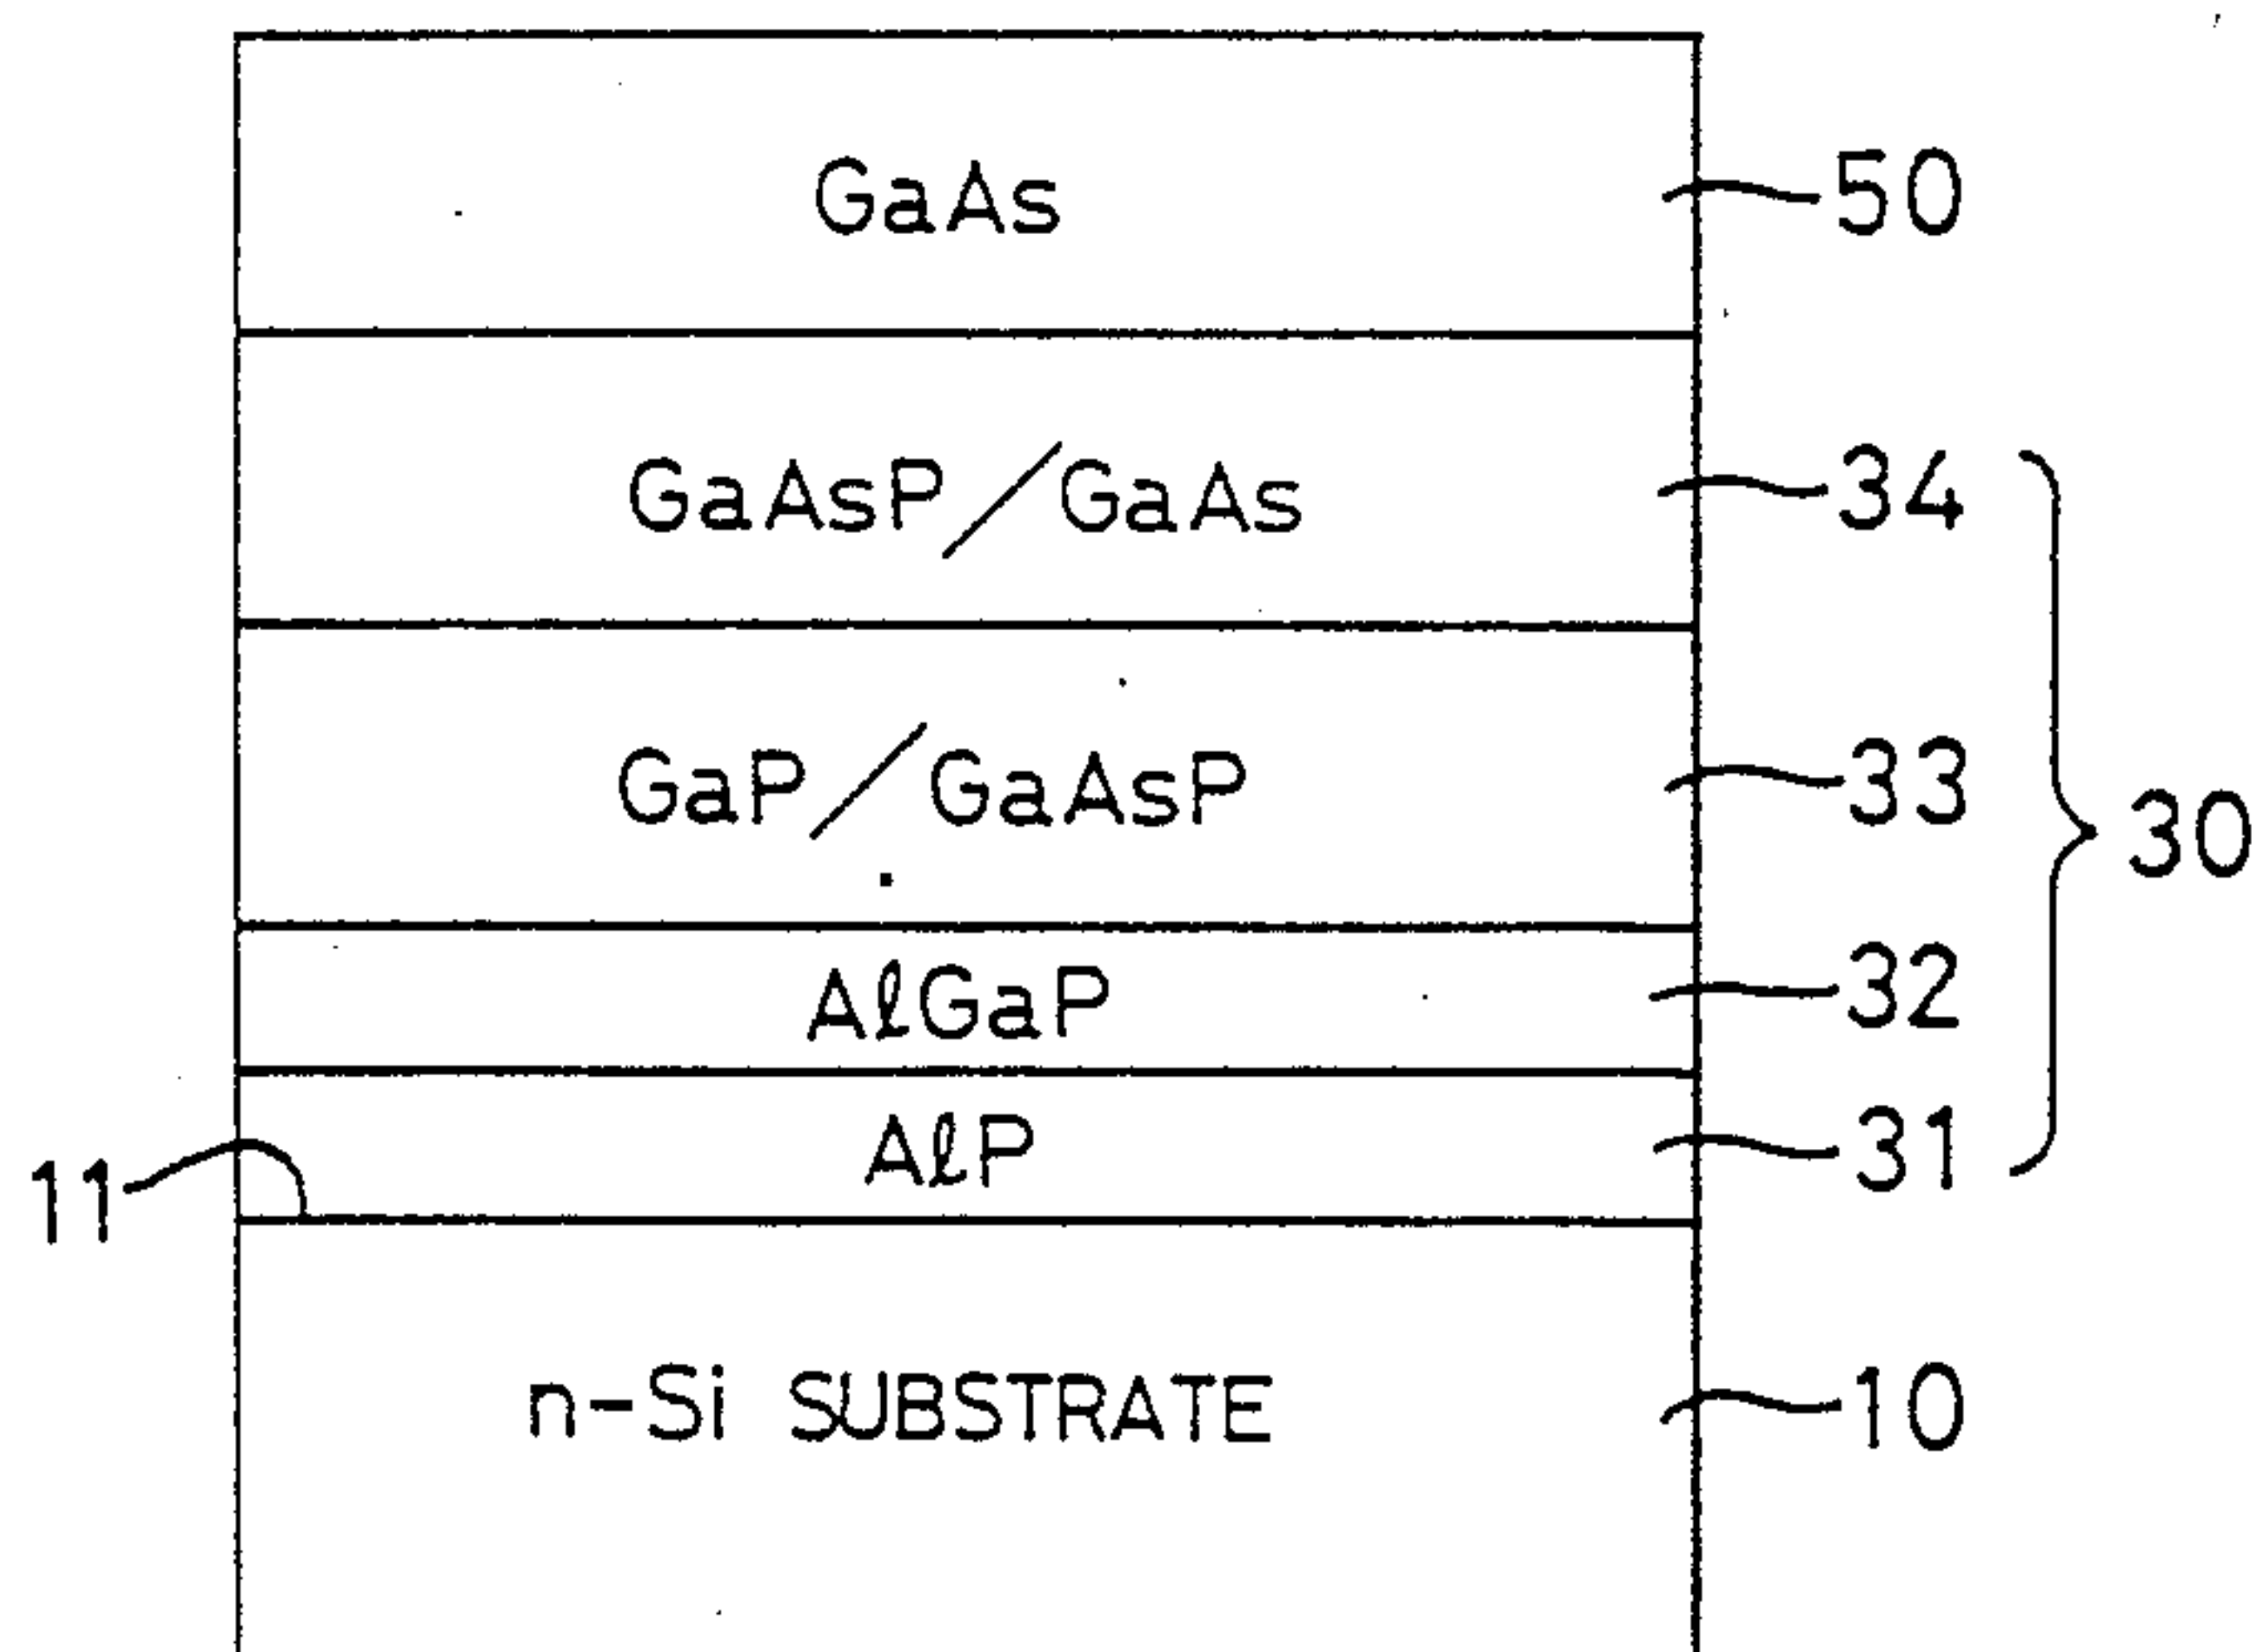 GaAs 50
GaAsP/GaAs 34
GaP/GaAsP 33
30
AlGaP 32
AlP 31
11
n-Si SUBSTRATE 10